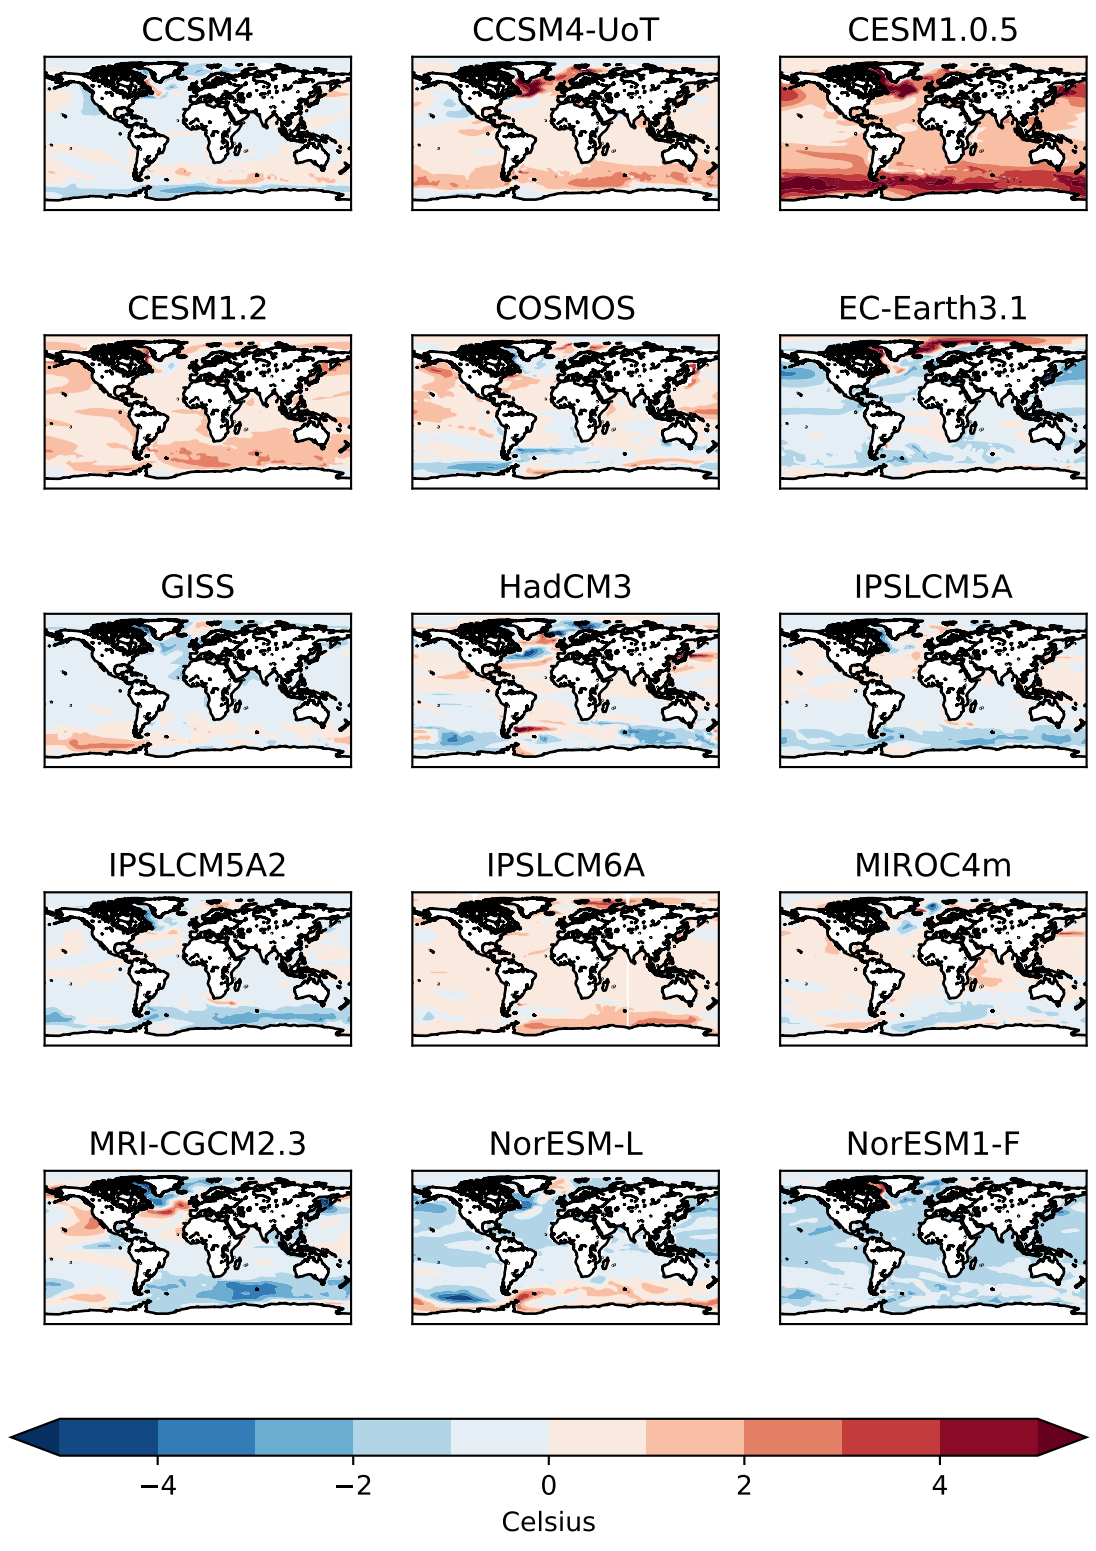 CCSM4 CCSM4-UoT CESM1.0.5
CESM1.2 COSMOS EC-Earth3.1
GISS HadCM3 IPSLCM5A
IPSLCM5A2 IPSLCM6A MIROC4m
MRI-CGCM2.3 NorESM-L NorESM1-F
−4 −2 0 2 4
Celsius